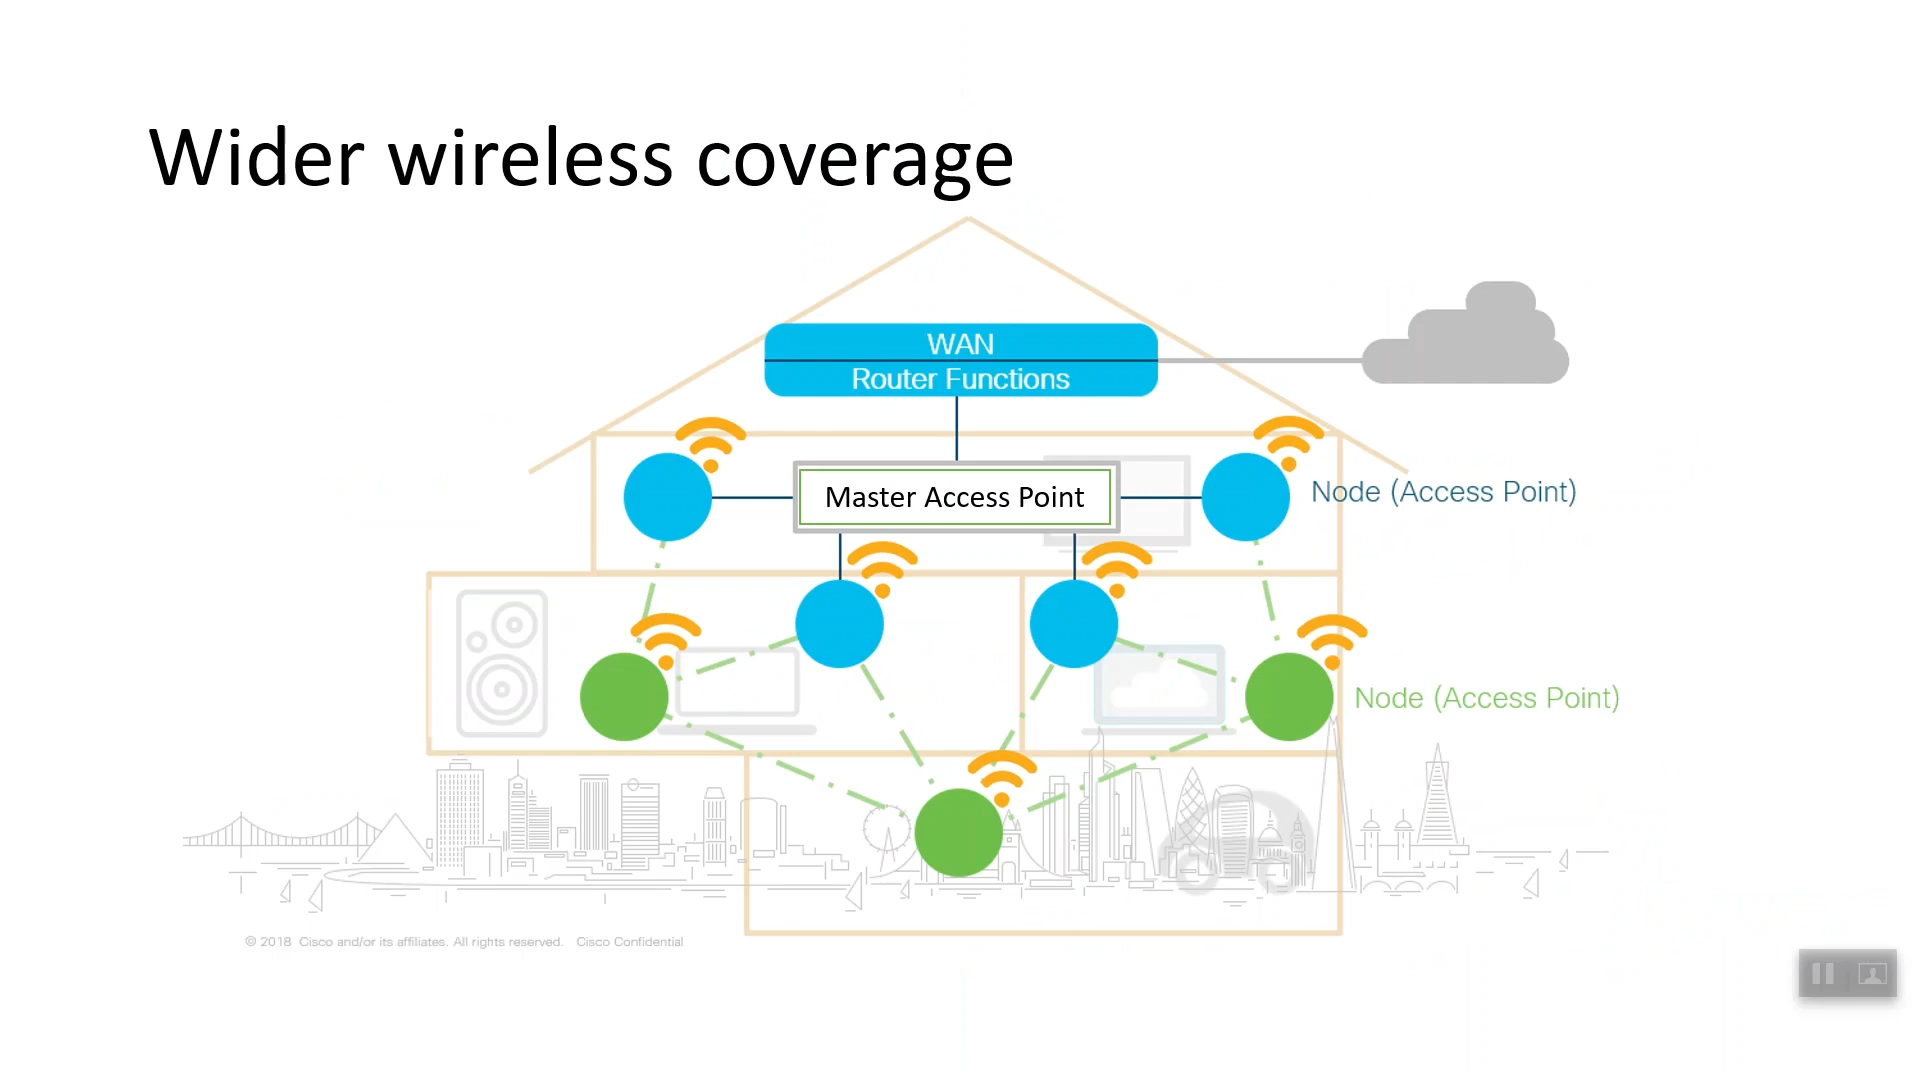 Wider wireless coverage
WAN
Router Functions
Master Access Point
Node (Access Point)
Node (Access Point)
© 2018 Cisco and/or its affiliates. All rights reserved. Cisco Confidential